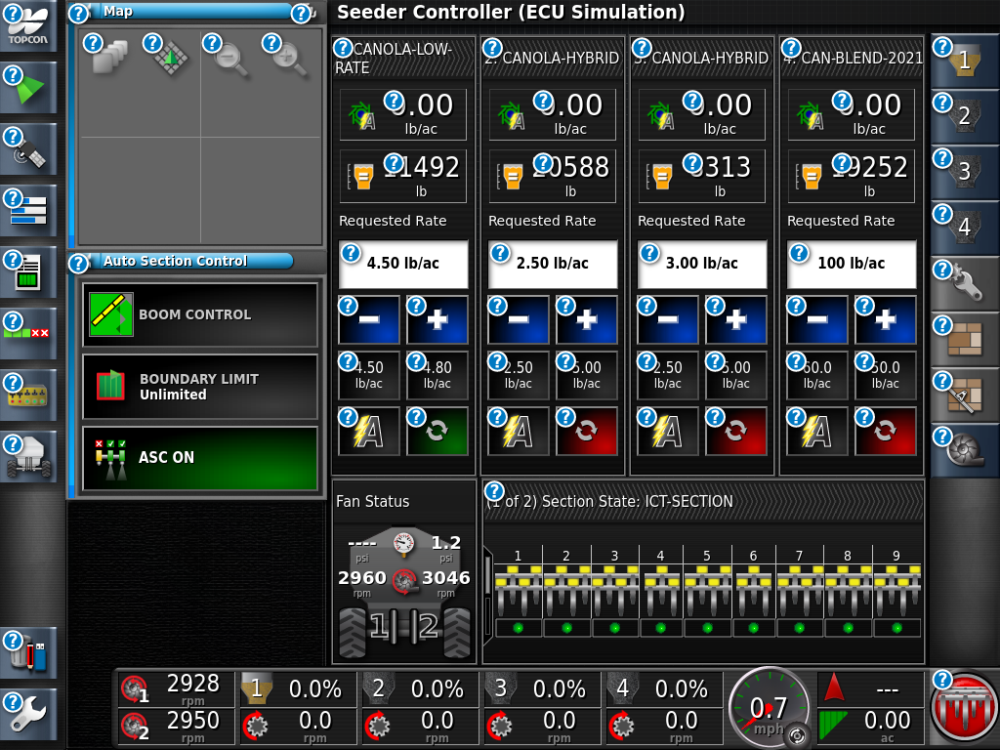 Map
Seeder Controller (ECU Simulation)
TOPCON
CANOLA-LOW-
RATE
2. CANOLA-HYBRID
3. CANOLA-HYBRID
4. CAN-BLEND-2021
0.00
lb/ac
0.00
lb/ac
0.00
lb/ac
0.00
lb/ac
11492
lb
20588
lb
lb
19252
lb
Requested Rate
Requested Rate
Requested Rate
Requested Rate
4.50 lb/ac
2.50 lb/ac
3.00 lb/ac
100 lb/ac
4.50
lb/ac
4.80
lb/ac
2.50
lb/ac
5.00
lb/ac
2.50
lb/ac
5.00
lb/ac
60.0
lb/ac
50.0
lb/ac
A
A
A
A
1
2
3
4
Auto Section Control
BOOM CONTROL
BOUNDARY LIMIT
Unlimited
ASC ON
Fan Status
----
psi
1.2
psi
2960
rpm
3046
rpm
1 2
(1 of 2) Section State: ICT-SECTION
1 2 3 4 5 6 7 8 9
1 2928
rpm
2 2950
rpm
1 0.0%
0.0
rpm
2 0.0%
0.0
rpm
3 0.0%
0.0
rpm
4 0.0%
0.0
rpm
0.7
mph
---
0.00
ac